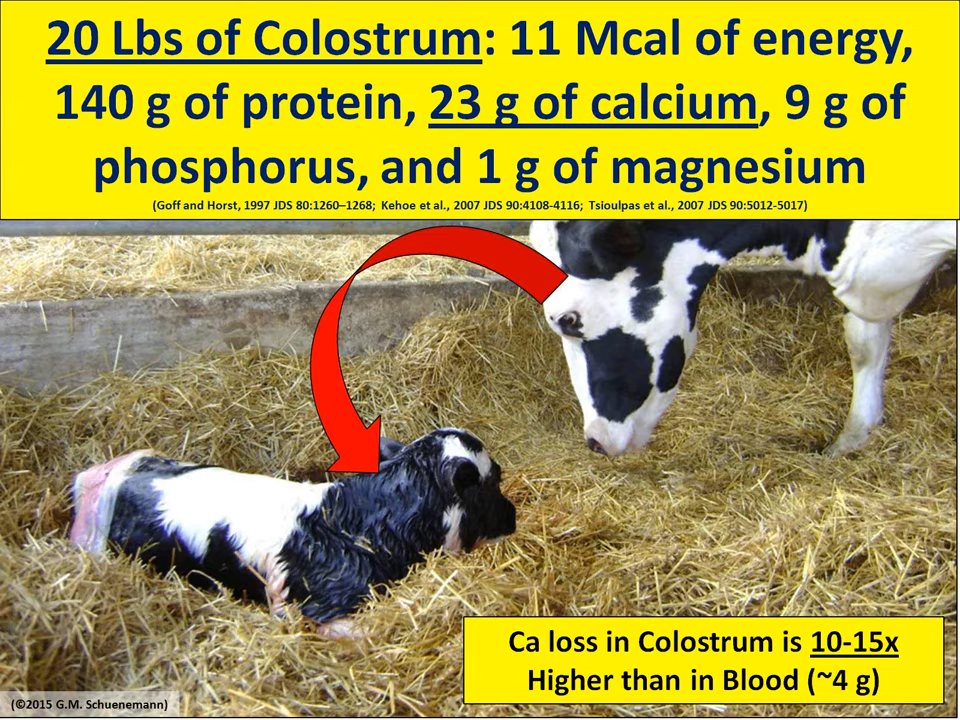 20 Lbs of Colostrum: 11 Mcal of energy,
140 g of protein, 23 g of calcium, 9 g of
phosphorus, and 1 g of magnesium
(Goff and Horst, 1997 JDS 80:1260–1268; Kehoe et al., 2007 JDS 90:4108-4116; Tsioulpas et al., 2007 JDS 90:5012-5017)
Ca loss in Colostrum is 10-15x
Higher than in Blood (~4 g)
(©2015 G.M. Schuenemann)